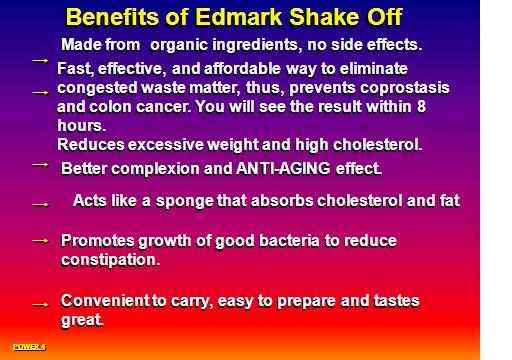 Benefits of Edmark Shake Off
Made from organic ingredients, no side effects.
Fast, effective, and affordable way to eliminate
congested waste matter, thus, prevents coprostasis
and colon cancer. You will see the result within 8
hours.
Reduces excessive weight and high cholesterol.
Better complexion and ANTI-AGING effect.
Acts like a sponge that absorbs cholesterol and fat
Promotes growth of good bacteria to reduce
constipation.
Convenient to carry, easy to prepare and tastes
great.
POWER 4